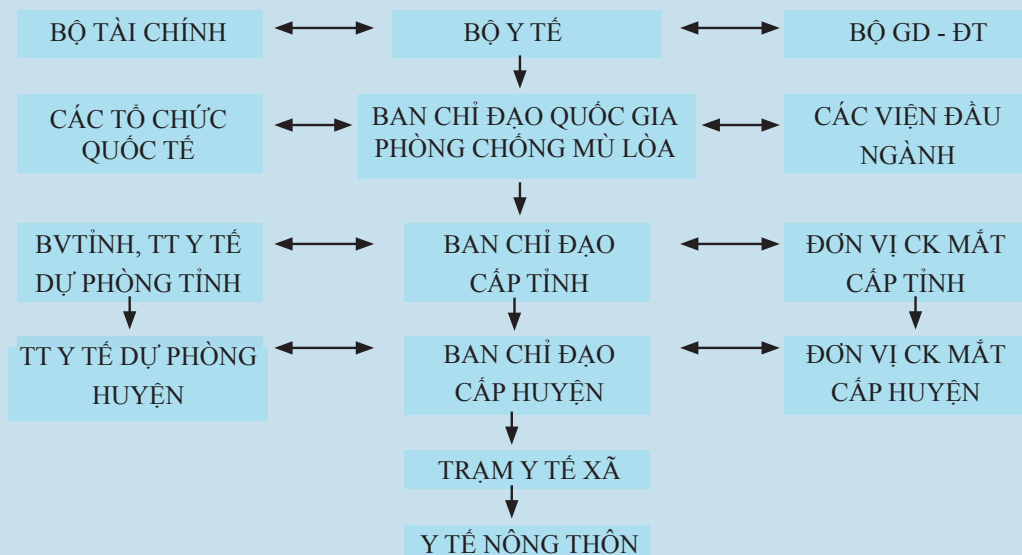 BỘ TÀI CHÍNH
BỘ Y TẾ
BỘ GD - ĐT
CÁC TỔ CHỨC
QUỐC TẾ
BAN CHỈ ĐẠO QUỐC GIA
PHÒNG CHỐNG MÙ LÒA
CÁC VIỆN ĐẦU
NGÀNH
BVTỈNH, TT Y TẾ
DỰ PHÒNG TỈNH
BAN CHỈ ĐẠO
CẤP TỈNH
ĐƠN VỊ CK MẮT
CẤP TỈNH
TT Y TẾ DỰ PHÒNG
HUYỆN
BAN CHỈ ĐẠO
CẤP HUYỆN
ĐƠN VỊ CK MẮT
CẤP HUYỆN
TRẠM Y TẾ XÃ
Y TẾ NÔNG THÔN